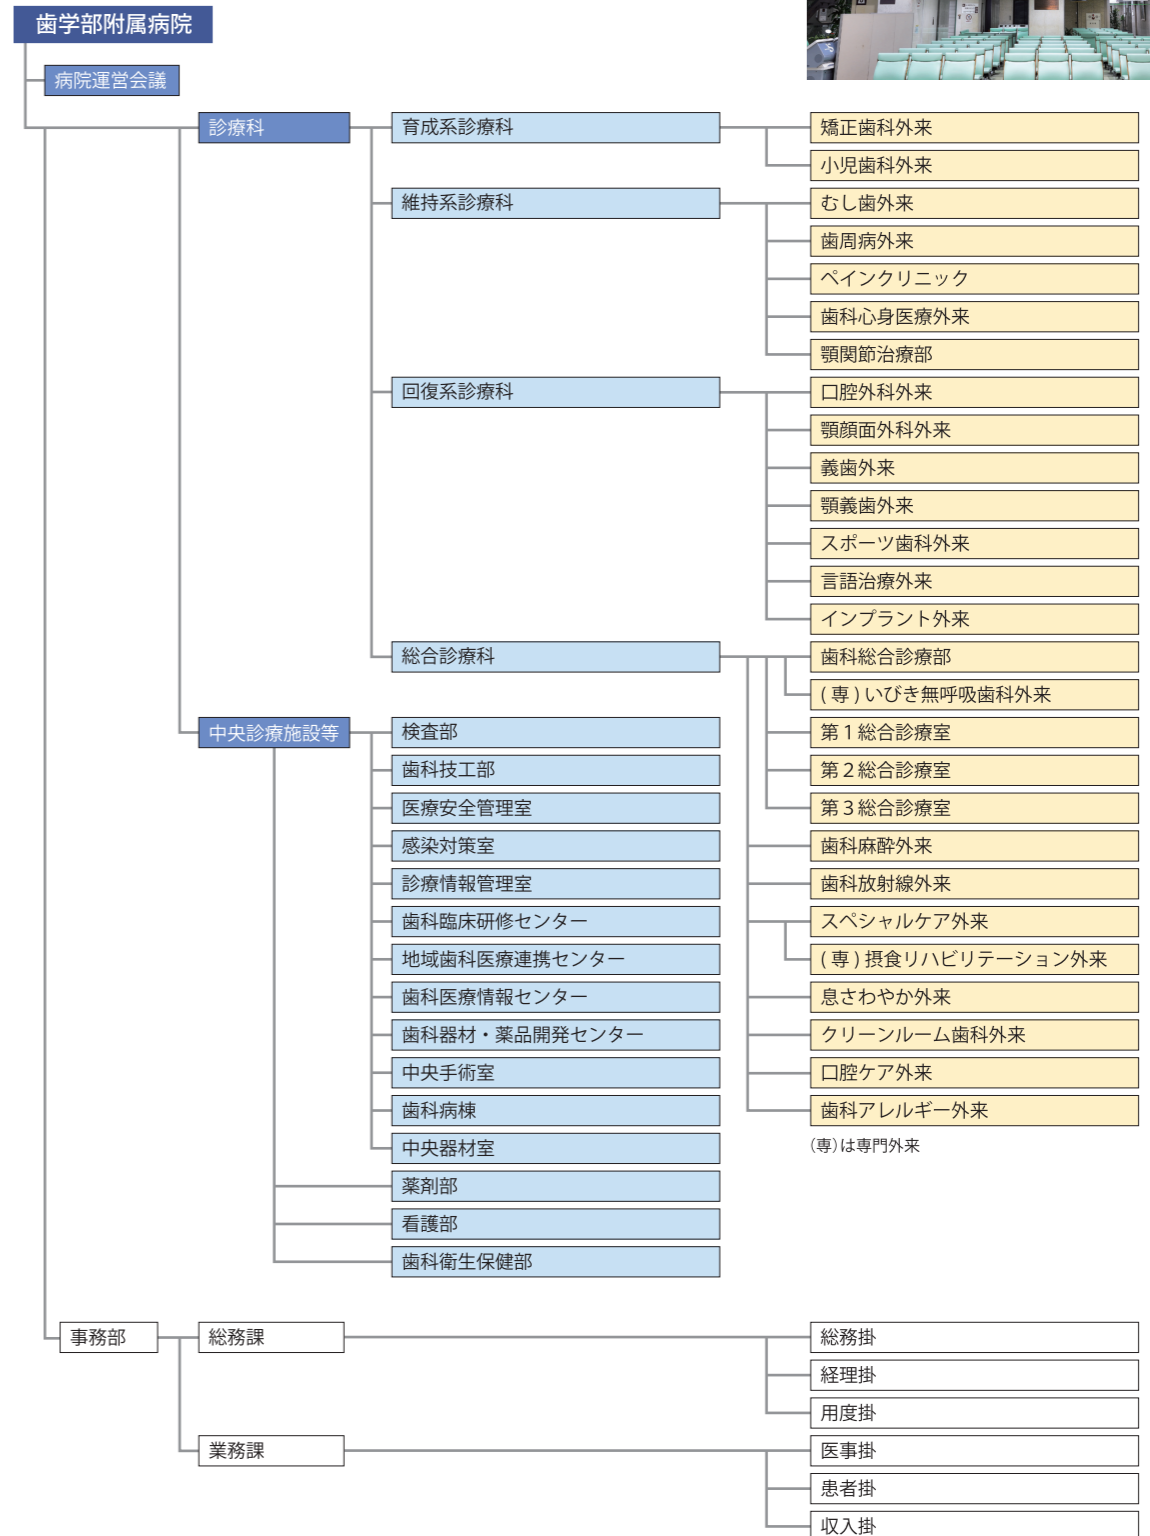 歯学部附属病院
病院運営会議
診療科
育成系診療科
矯正歯科外来
小児歯科外来
維持系診療科
むし歯外来
歯周病外来
ペインクリニック
歯科心身医療外来
顎関節治療部
回復系診療科
口腔外科外来
顎顔面外科外来
義歯外来
顎義歯外来
スポーツ歯科外来
言語治療外来
インプラント外来
総合診療科
歯科総合診療部
(専)いびき無呼吸歯科外来
第1総合診療室
第2総合診療室
第3総合診療室
歯科麻酔外来
歯科放射線外来
スペシャルケア外来
(専)摂食リハビリテーション外来
息さわやか外来
クリーンルーム歯科外来
口腔ケア外来
歯科アレルギー外来
(専)は専門外来
中央診療施設等
検査部
歯科技工部
医療安全管理室
感染対策室
診療情報管理室
歯科臨床研修センター
地域歯科医療連携センター
歯科医療情報センター
歯科器材・薬品開発センター
中央手術室
歯科病棟
中央器材室
薬剤部
看護部
歯科衛生保健部
事務部
総務課
総務掛
経理掛
用度掛
業務課
医事掛
患者掛
収入掛